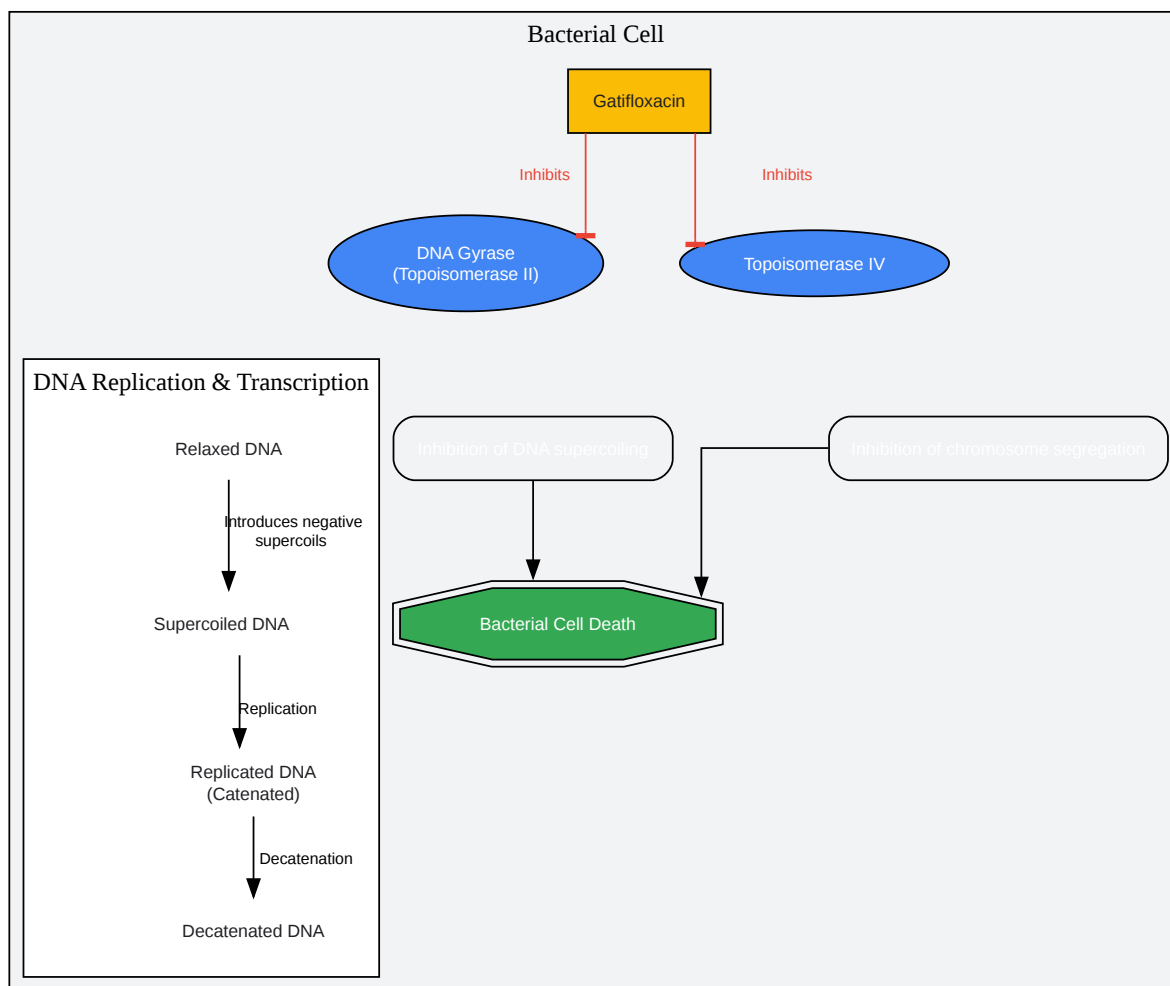 Bacterial Cell
Gatifloxacin
Inhibits
Inhibits
DNA Gyrase
(Topoisomerase II)
Topoisomerase IV
DNA Replication & Transcription
Relaxed DNA
Introduces negative
supercoils
Supercoiled DNA
Replication
Replicated DNA
(Catenated)
Decatenation
Decatenated DNA
Inhibition of DNA supercoiling
Inhibition of chromosome segregation
Bacterial Cell Death